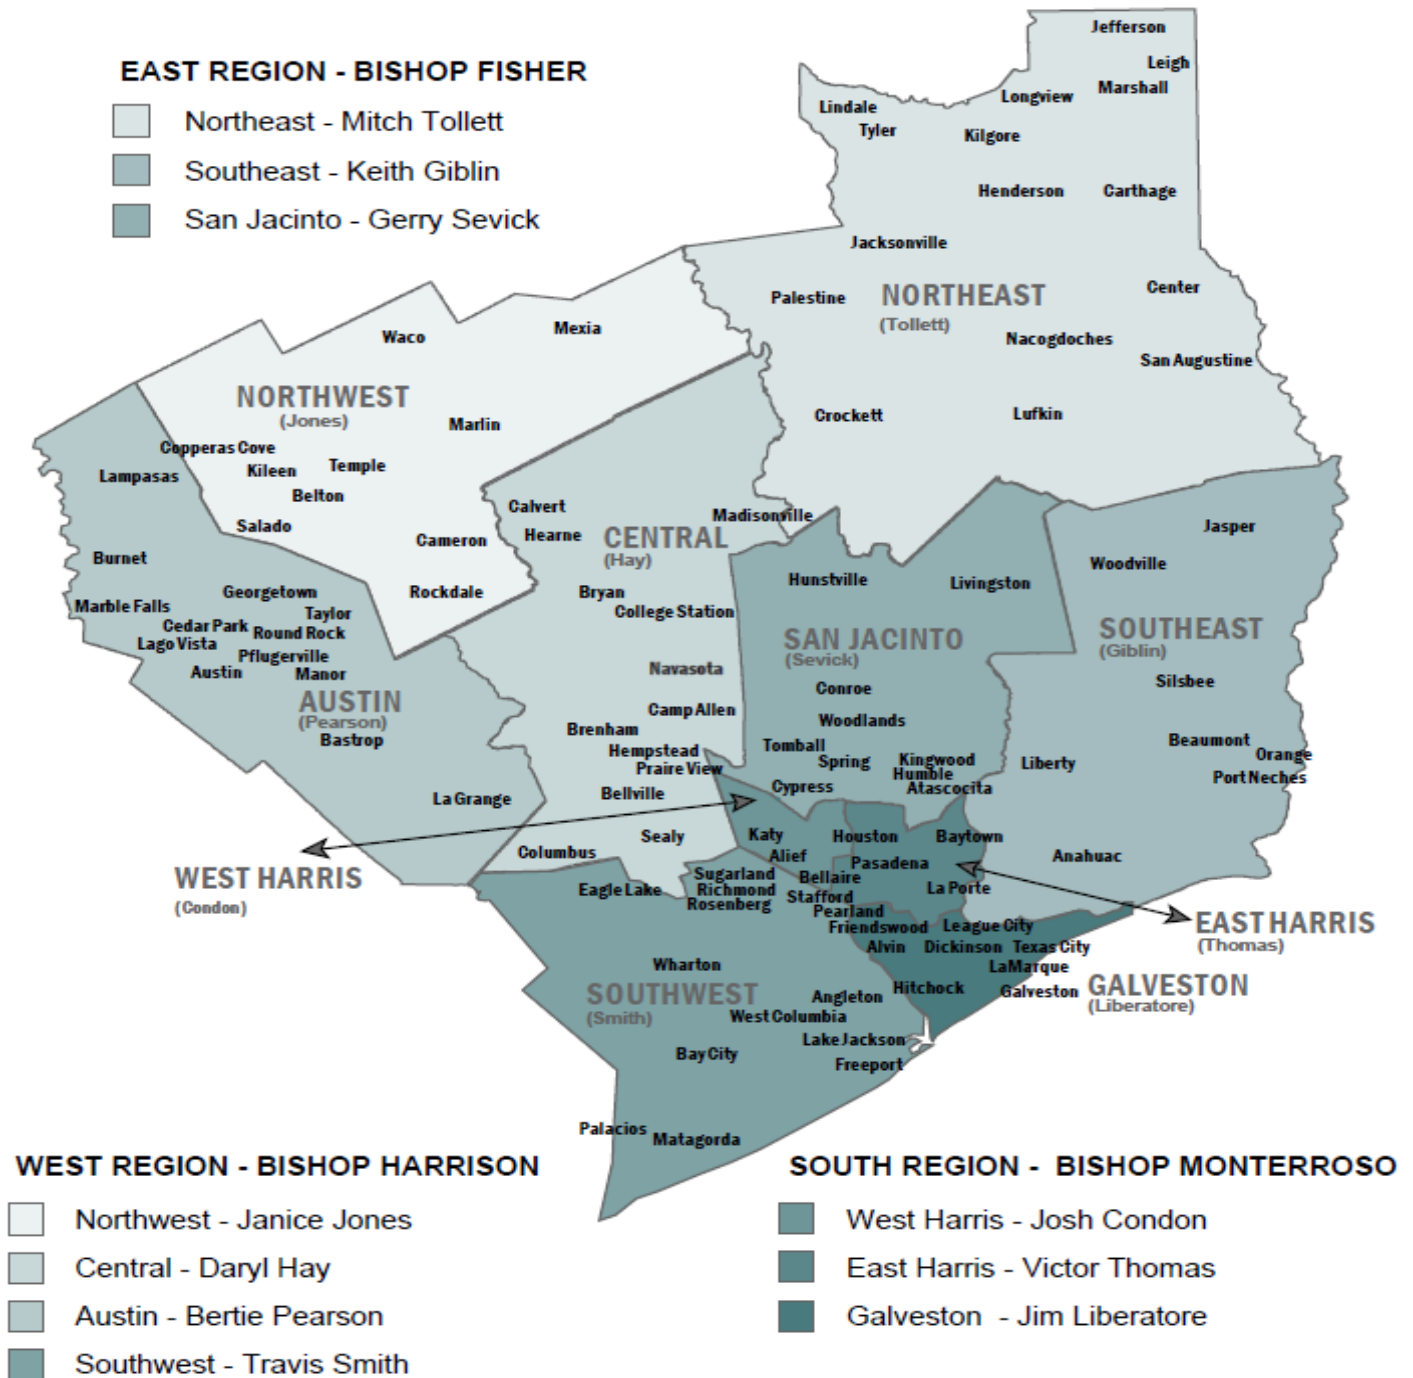 EAST REGION - BISHOP FISHER
Northeast - Mitch Tollett
Southeast - Keith Giblin
San Jacinto - Gerry Sevick
Jefferson
Leigh
Marshall
Longview
Lindale
Tyler
Kilgore
Henderson
Carthage
Jacksonville
Palestine
NORTHEAST
(Tollett)
Center
Nacogdoches
San Augustine
Crockett
Lufkin
Waco
Mexia
NORTHWEST
(Jones)
Marlin
Copperas Cove
Kileen
Temple
Belton
Salado
Cameron
Rockdale
Lampasas
Burnet
Marble Falls
Georgetown
Taylor
Cedar Park
Round Rock
Lago Vista
Pflugerville
Austin
Manor
AUSTIN
(Pearson)
Bastrop
La Grange
Calvert
Hearne
Madisonville
CENTRAL
(Hay)
Bryan
College Station
Navasota
Camp Allen
Brenham
Hempstead
Praire View
Bellville
Sealy
Columbus
Hunstville
Livingston
SAN JACINTO
(Sevick)
Conroe
Woodlands
Tomball
Spring
Kingwood
Humble
Atascocita
Cypress
Jasper
Woodville
SOUTHEAST
(Giblin)
Silsbee
Beaumont
Orange
Port Neches
Liberty
Anahuac
WEST HARRIS
(Condon)
Katy
Alief
Houston
Baytown
Pasadena
Bellaire
La Porte
EAST HARRIS
(Thomas)
Eagle Lake
Sugarland
Richmond
Rosenberg
Stafford
Pearland
Friendswood
League City
Alvin
Dickinson
Texas City
LaMarque
Hitchock
Galveston
GALVESTON
(Liberatore)
Wharton
SOUTHWEST
(Smith)
Angleton
West Columbia
Lake Jackson
Bay City
Freeport
Palacios
Matagorda
WEST REGION - BISHOP HARRISON
Northwest - Janice Jones
Central - Daryl Hay
Austin - Bertie Pearson
Southwest - Travis Smith
SOUTH REGION - BISHOP MONTERROSO
West Harris - Josh Condon
East Harris - Victor Thomas
Galveston - Jim Liberatore